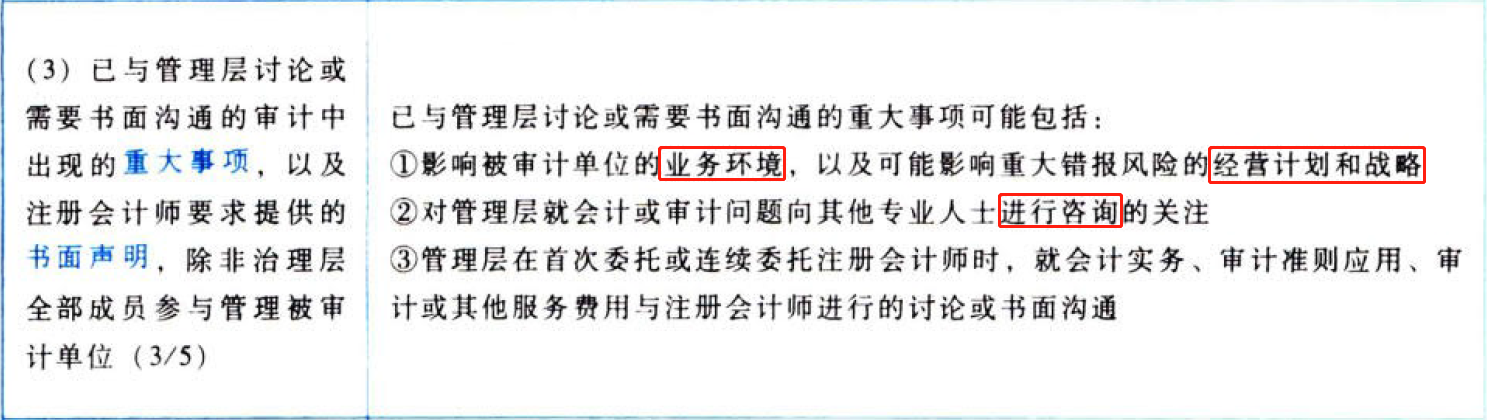 (3) 已与管理层讨论或
需要书面沟通的审计中
出现的重大事项，以及
注册会计师要求提供的
书面声明，除非治理层
全部成员参与管理被审
计单位 (3/5)
已与管理层讨论或需要书面沟通的重大事项可能包括：
①影响被审计单位的业务环境，以及可能影响重大错报风险的经营计划和战略
②对管理层就会计或审计问题向其他专业人士进行咨询的关注
③管理层在首次委托或连续委托注册会计师时，就会计实务、审计准则应用、审
计或其他服务费用与注册会计师进行的讨论或书面沟通